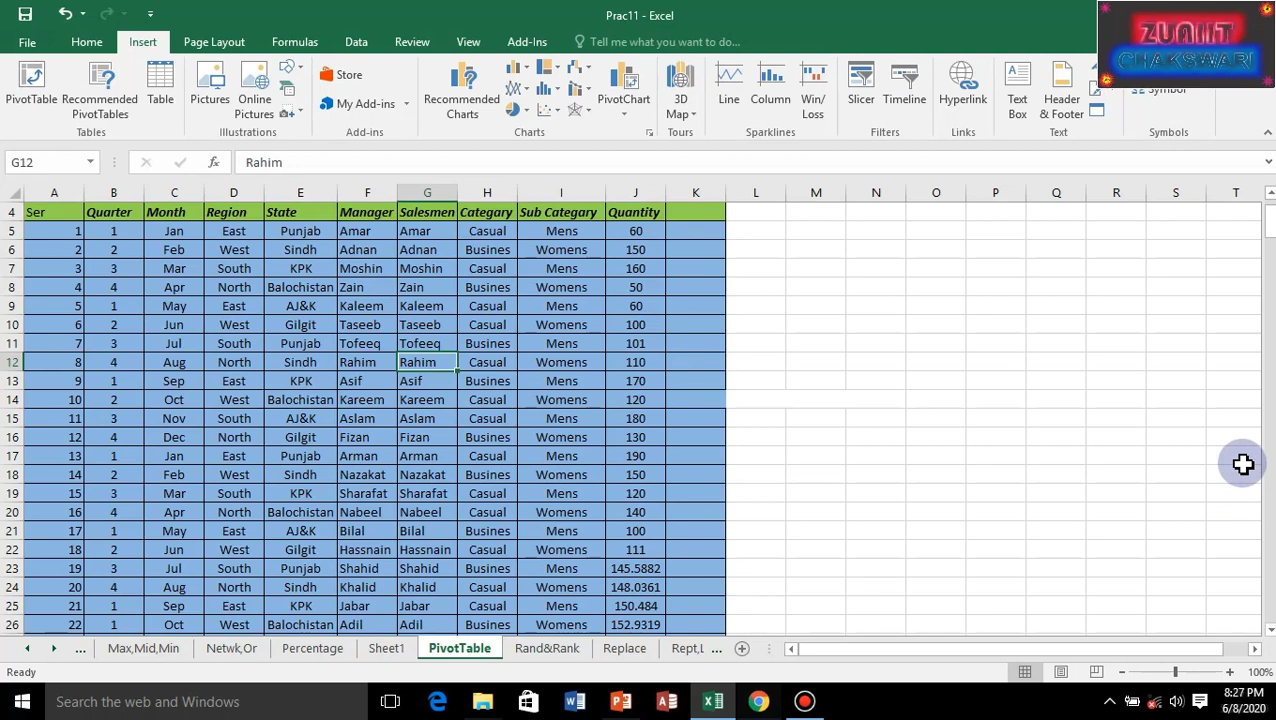 Prac11 - Excel
ZUAIIT
CHAKSWARI
File Home Insert Page Layout Formulas Data Review View Add-Ins Tell me what you do want to do...
PivotTable Recommended PivotTables Table Pictures Online Pictures Store My Add-ins Recommended Charts PivotChart 3D Map Line Column Win/Loss Slicer Timeline Hyperlink Text Box Header & Footer Symbol
Tables Illustrations Add-ins Charts Tours Sparklines Filters Links Text Symbols
G12 fx Rahim
A B C D E F G H I J K L M N O P Q R S T
4 Ser Quarter Month Region State Manager Salesmen Categary Sub Categary Quantity
5 1 1 Jan East Punjab Amar Amar Casual Mens 60
6 2 2 Feb West Sindh Adnan Adnan Busines Womens 150
7 3 3 Mar South KPK Moshin Moshin Casual Mens 160
8 4 4 Apr North Balochistan Zain Zain Busines Womens 50
9 5 1 May East AJ&K Kaleem Kaleem Casual Mens 60
10 6 2 Jun West Gilgit Taseeb Taseeb Casual Womens 100
11 7 3 Jul South Punjab Tofeeq Tofeeq Busines Mens 101
12 8 4 Aug North Sindh Rahim Rahim Casual Womens 110
13 9 1 Sep East KPK Asif Asif Busines Mens 170
14 10 2 Oct West Balochistan Kareem Kareem Casual Womens 120
15 11 3 Nov South AJ&K Aslam Aslam Casual Mens 180
16 12 4 Dec North Gilgit Fizan Fizan Busines Womens 130
17 13 1 Jan East Punjab Arman Arman Casual Mens 190
18 14 2 Feb West Sindh Nazakat Nazakat Busines Womens 150
19 15 3 Mar South KPK Sharafat Sharafat Casual Mens 120
20 16 4 Apr North Balochistan Nabeel Nabeel Casual Womens 140
21 17 1 May East AJ&K Bilal Bilal Busines Mens 100
22 18 2 Jun West Gilgit Hassnain Hassnain Casual Womens 111
23 19 3 Jul South Punjab Shahid Shahid Busines Mens 145.5882
24 20 4 Aug North Sindh Khalid Khalid Casual Womens 148.0361
25 21 1 Sep East KPK Jabar Jabar Casual Mens 150.484
26 22 1 Oct West Balochistan Adil Adil Busines Womens 152.9319
... Max,Mid,Min Netwk,Or Percentage Sheet1 PivotTable Rand&Rank Replace Rept,L ...
Ready 100%
Search the web and Windows
8:27 PM
6/8/2020